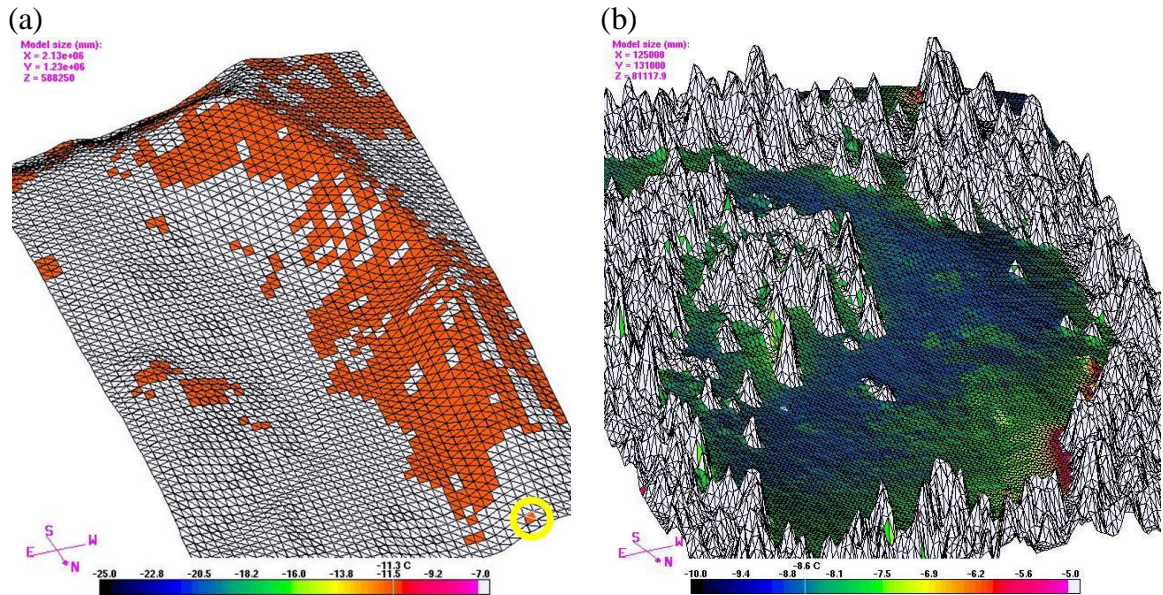 (a)
Model size (mm):
X = 2.13e+06
Y = 1.23e+06
Z = 588250
S
E W
N
-11.3 C
-25.0 -22.8 -20.5 -18.2 -16.0 -13.8 -11.5 -9.2 -7.0
(b)
Model size (mm):
X = 125000
Y = 131000
Z = 81117.9
S
E W
N
-8.6 C
-10.0 -9.4 -8.8 -8.1 -7.5 -6.9 -6.2 -5.6 -5.0